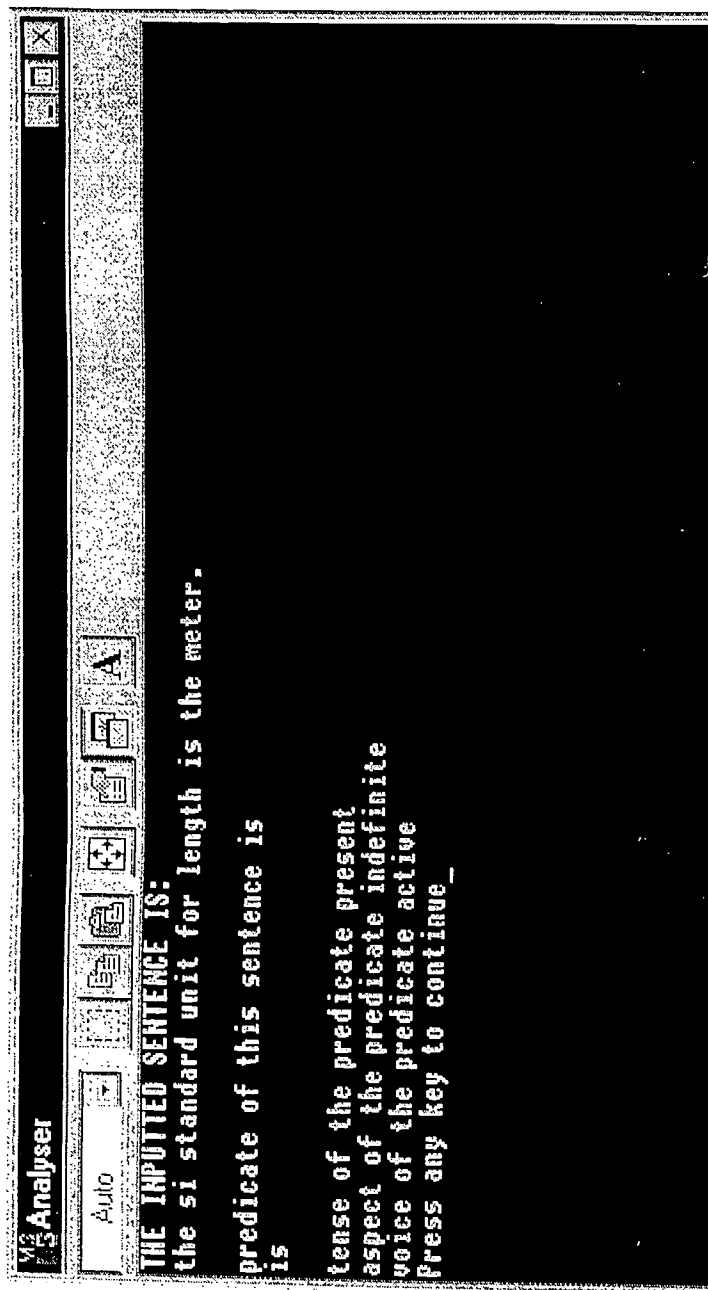 Analyser
Auto
A
THE INPUTTED SENTENCE IS:
the si standard unit for length is the meter.
predicate of this sentence is
is
tense of the predicate present
aspect of the predicate indefinite
voice of the predicate active
Press any key to continue_